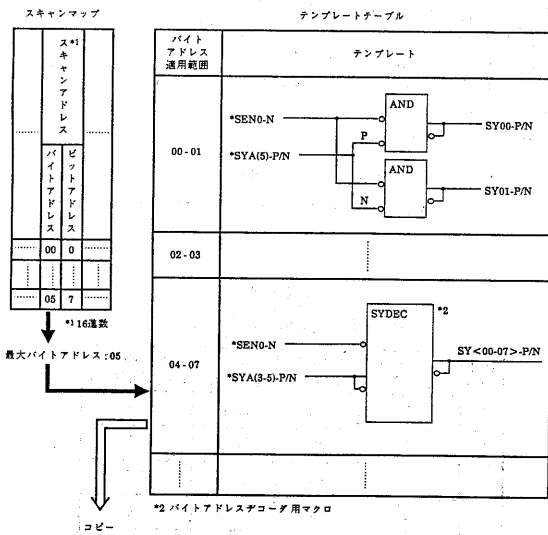 スキャンマップ
スキャンアドレス*1
バイトアドレス
ビットアドレス
00 0
05 7
*1 16進数
最大バイトアドレス:05
コピー
テンプレートテーブル
バイト
アドレス
適用範囲
テンプレート
00-01
*SEN0-N
*SYA(5)-P/N
P
N
AND
AND
SY00-P/N
SY01-P/N
02-03
04-07
*SEN0-N
*SYA(3-5)-P/N
SYDEC
*2
SY<00-07>-P/N
*2 バイトアドレスデコーダ用マクロ